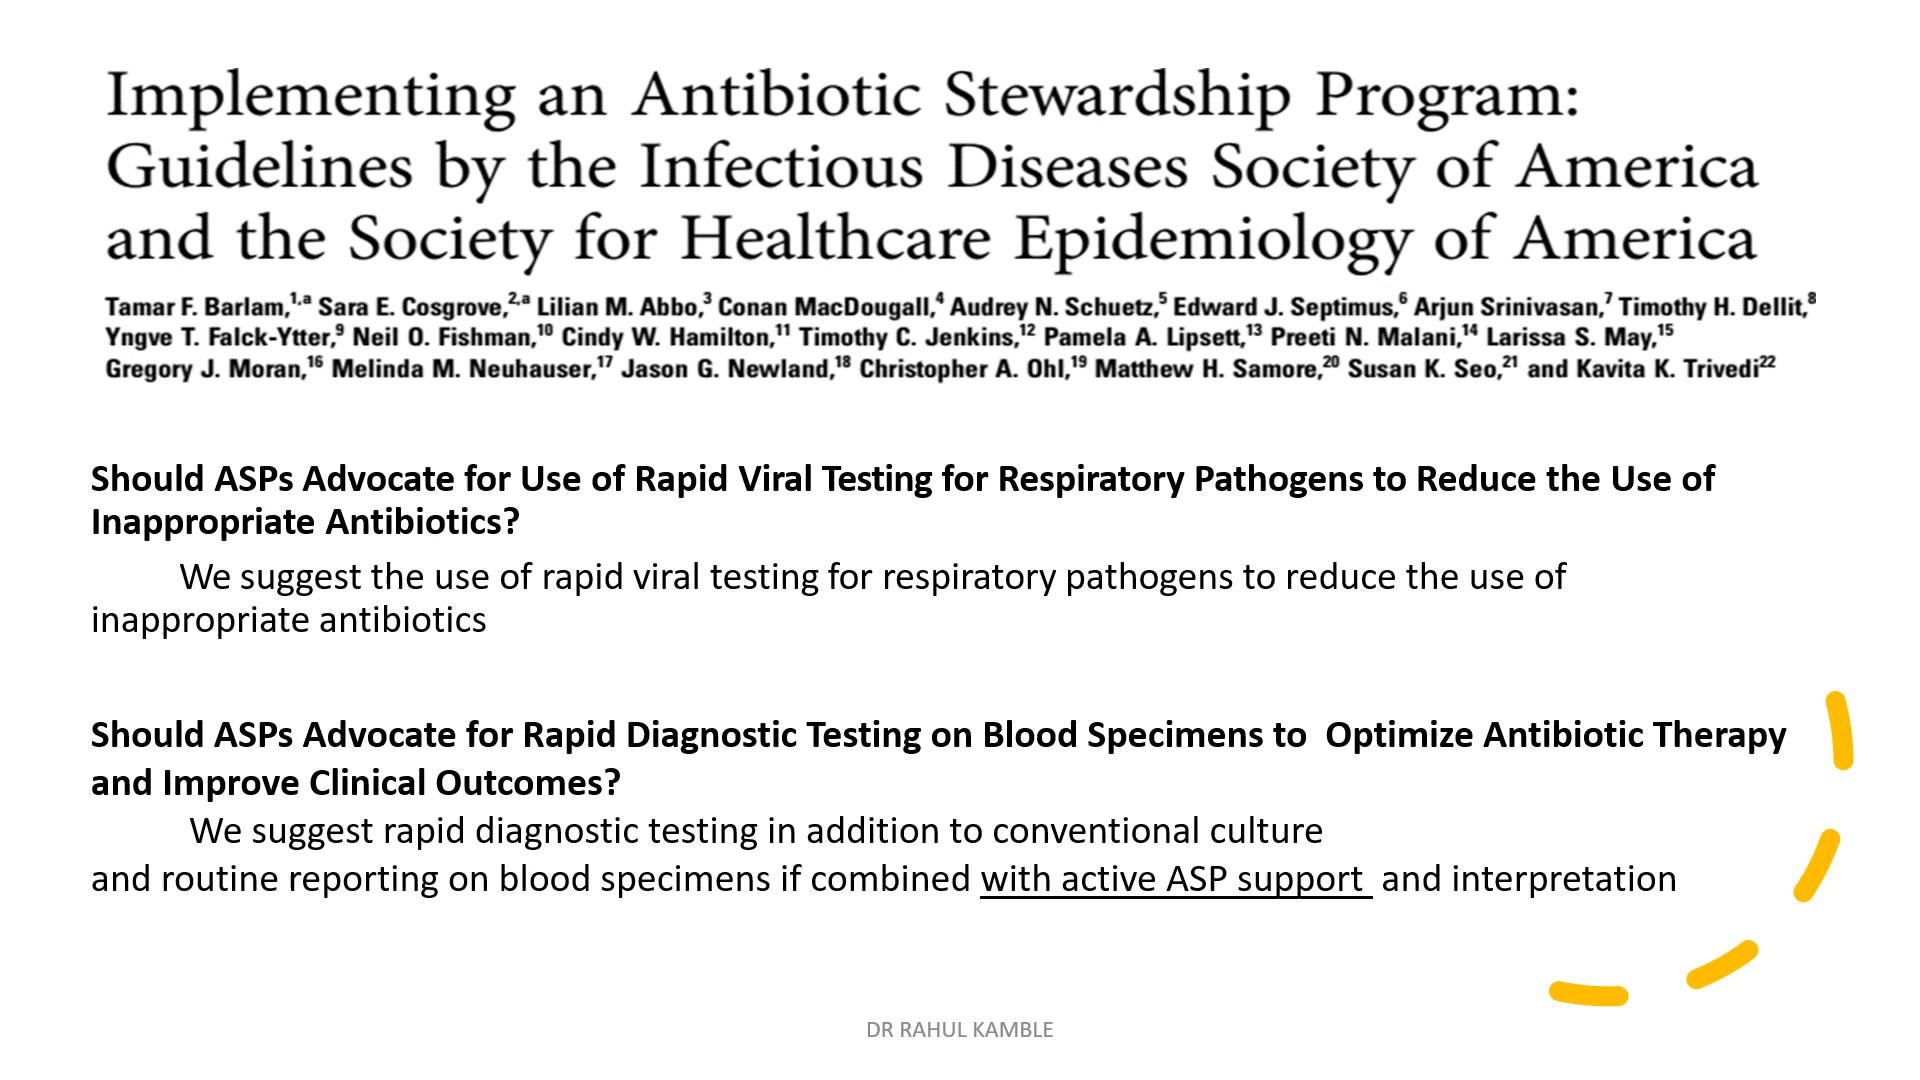 Implementing an Antibiotic Stewardship Program:
Guidelines by the Infectious Diseases Society of America
and the Society for Healthcare Epidemiology of America
Tamar F. Barlam,1,a Sara E. Cosgrove,2,a Lilian M. Abbo,3 Conan MacDougall,4 Audrey N. Schuetz,5 Edward J. Septimus,6 Arjun Srinivasan,7 Timothy H. Dellit,8
Yngve T. Falck-Ytter,9 Neil O. Fishman,10 Cindy W. Hamilton,11 Timothy C. Jenkins,12 Pamela A. Lipsett,13 Preeti N. Malani,14 Larissa S. May,15
Gregory J. Moran,16 Melinda M. Neuhauser,17 Jason G. Newland,18 Christopher A. Ohl,19 Matthew H. Samore,20 Susan K. Seo,21 and Kavita K. Trivedi22
Should ASPs Advocate for Use of Rapid Viral Testing for Respiratory Pathogens to Reduce the Use of
Inappropriate Antibiotics?
We suggest the use of rapid viral testing for respiratory pathogens to reduce the use of
inappropriate antibiotics
Should ASPs Advocate for Rapid Diagnostic Testing on Blood Specimens to Optimize Antibiotic Therapy
and Improve Clinical Outcomes?
We suggest rapid diagnostic testing in addition to conventional culture
and routine reporting on blood specimens if combined with active ASP support and interpretation
DR RAHUL KAMBLE